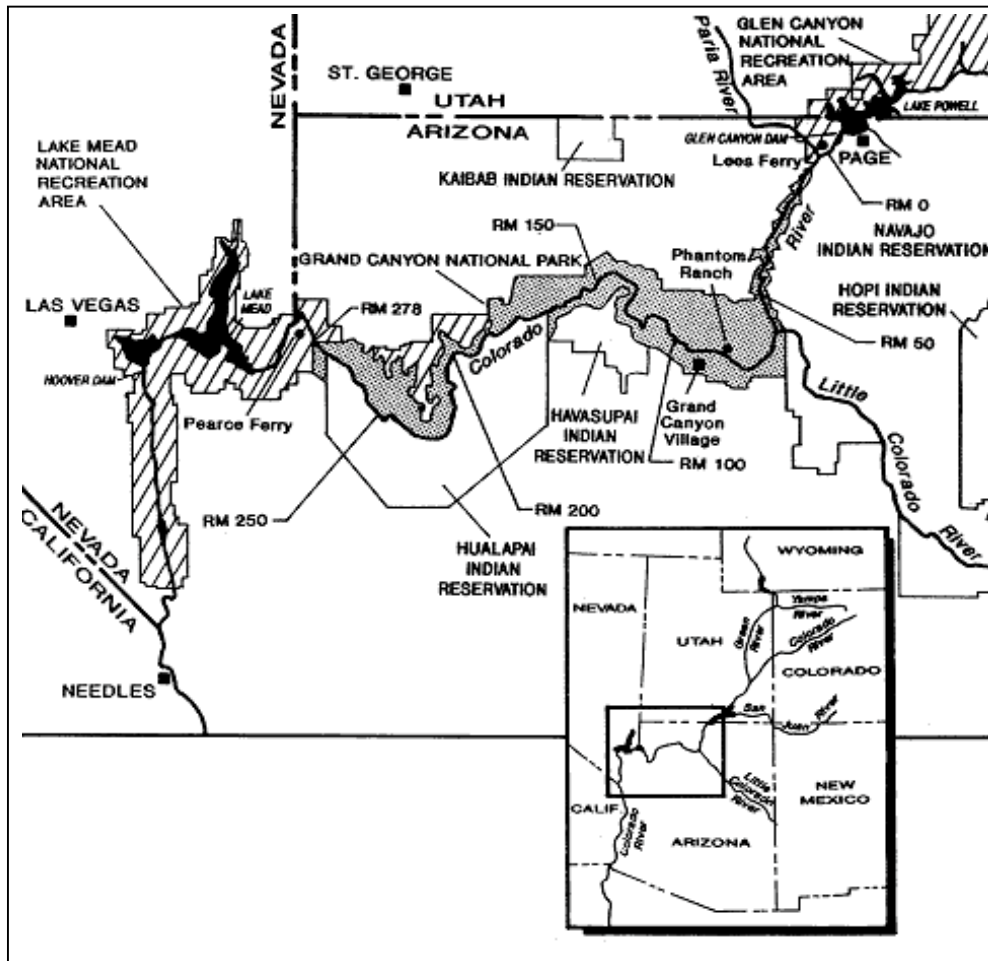 GLEN CANYON
NATIONAL
RECREATION
AREA
Paria River
NEVADA
ST. GEORGE
UTAH
ARIZONA
LAKE POWELL
GLEN CANYON DAM
Lees Ferry
PAGE
LAKE MEAD
NATIONAL
RECREATION
AREA
KAIBAB INDIAN RESERVATION
RM 0
NAVAJO
INDIAN RESERVATION
RM 150
River
GRAND CANYON NATIONAL PARK
Phantom
Ranch
HOPI INDIAN
RESERVATION
LAS VEGAS
LAKE
MEAD
RM 278
Colorado
RM 50
HOOVER DAM
Pearce Ferry
HAVASUPAI
INDIAN
RESERVATION
Grand
Canyon
Village
Little
Colorado
River
RM 100
RM 250
RM 200
HUALAPAI
INDIAN
RESERVATION
NEVADA
CALIFORNIA
NEEDLES
WYOMING
NEVADA
UTAH
Green
River
Yampa
River
Colorado
River
COLORADO
San
Juan River
CALIF.
Colorado
River
Little
Colorado
River
NEW
MEXICO
ARIZONA